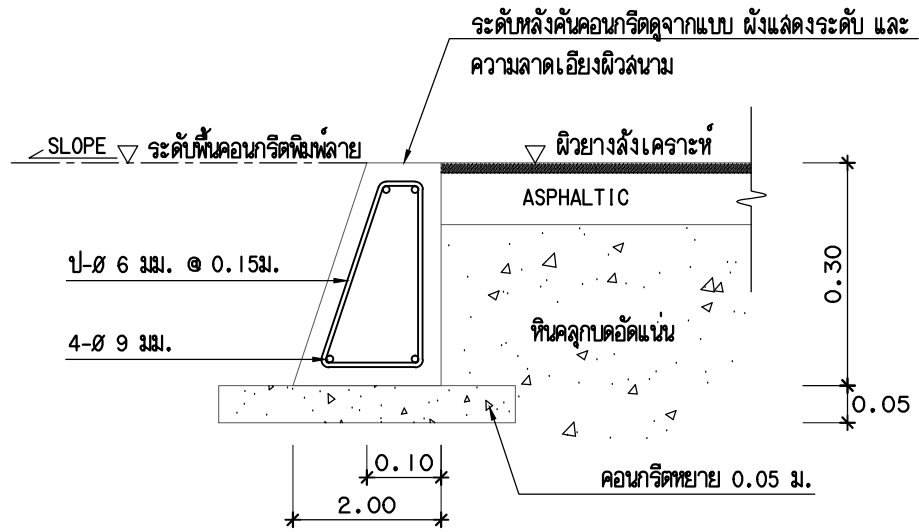 ระดับหลังคันคอนกรีตดูจากแบบ ผังแสดงระดับ และ
ความลาดเอียงผิวสนาม
SLOPE
ระดับพื้นคอนกรีตพิมพ์ลาย
ผิวยางสังเคราะห์
ASPHALTIC
ป-Ø 6 มม. @ 0.15ม.
0.30
หินคลุกบดอัดแน่น
4-Ø 9 มม.
0.05
0.10
คอนกรีตหยาย 0.05 ม.
2.00